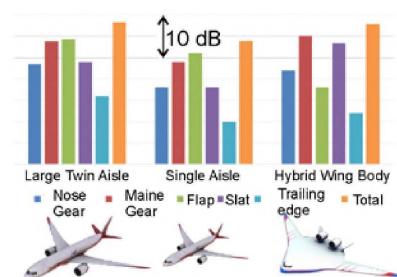 10 dB
Large Twin Aisle
Single Aisle
Hybrid Wing Body
Nose Gear
Maine Gear
Flap
Slat
Trailing edge
Total